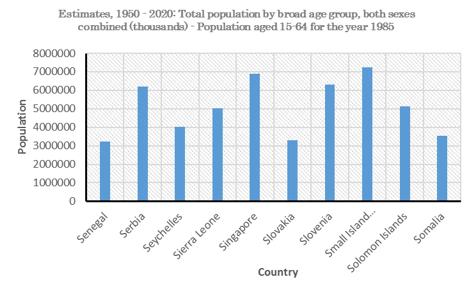 Estimates, 1950 - 2020: Total population by broad age group, both sexes
combined (thousands) - Population aged 15-64 for the year 1985
Population
8000000
7000000
6000000
5000000
4000000
3000000
2000000
1000000
0
Senegal
Serbia
Seychelles
Sierra Leone
Singapore
Slovakia
Slovenia
Small Island...
Solomon Islands
Somalia
Country